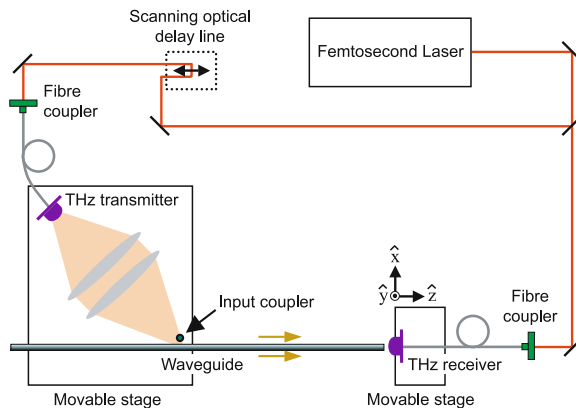 Scanning optical
delay line
Femtosecond Laser
Fibre
coupler
THz transmitter
Input coupler
x̂
ŷ
ẑ
Fibre
coupler
Waveguide
THz receiver
Movable stage
Movable stage